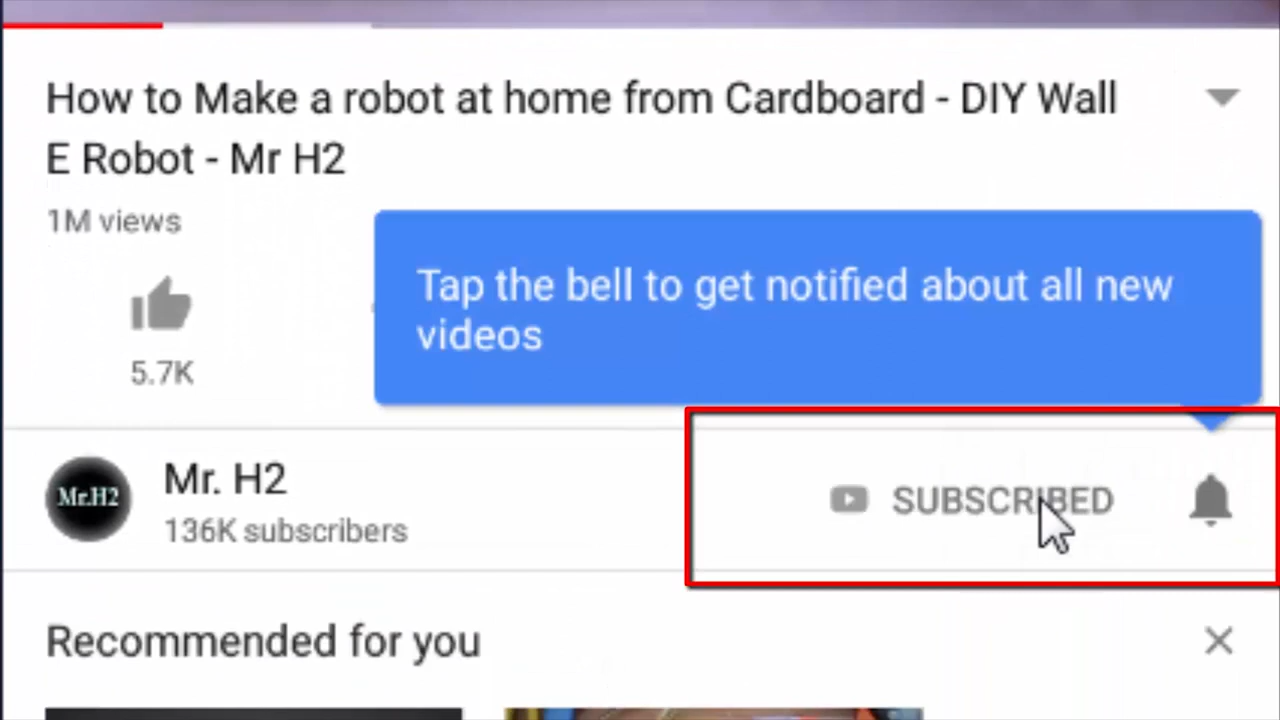 How to Make a robot at home from Cardboard - DIY Wall
E Robot - Mr H2
1M views
Tap the bell to get notified about all new
videos
5.7K
Mr.H2
Mr. H2
136K subscribers
SUBSCRIBED
Recommended for you